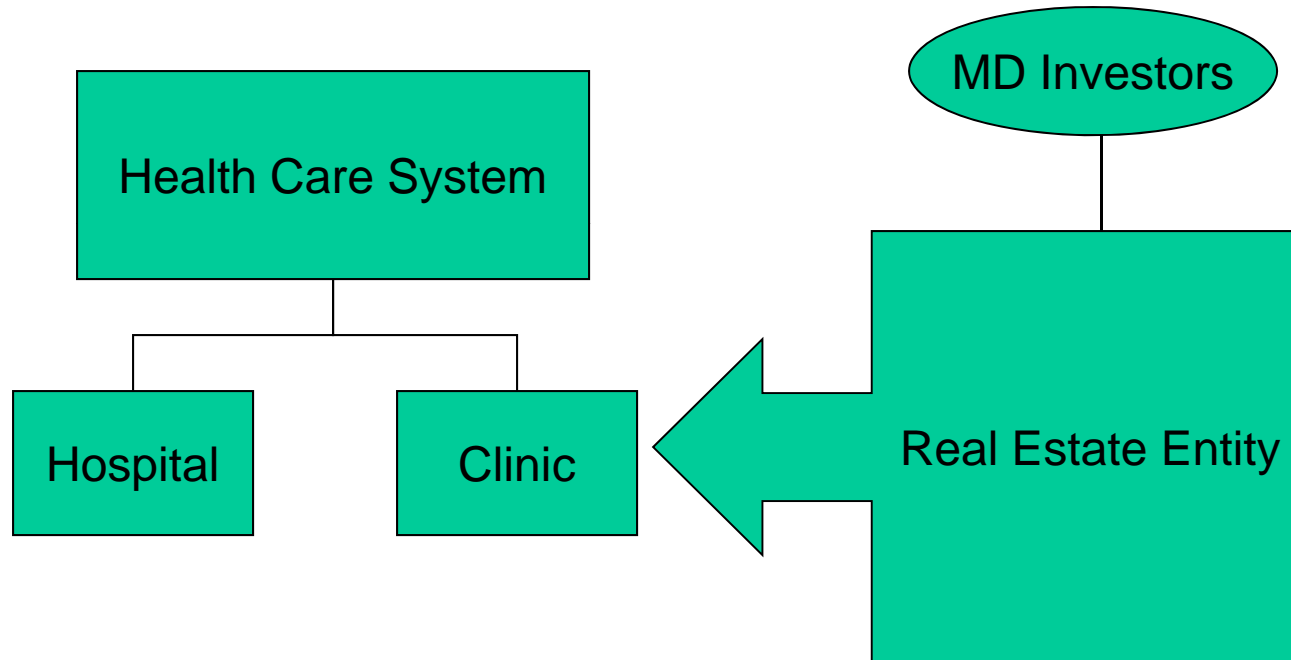 MD Investors
Health Care System
Hospital
Clinic
Real Estate Entity